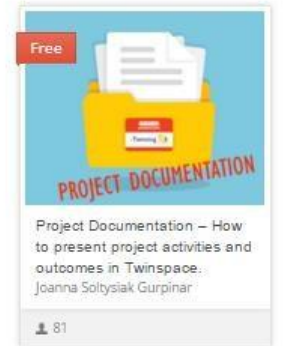 Free
PROJECT DOCUMENTATION
Project Documentation – How
to present project activities and
outcomes in Twinspace.
Joanna Soltysiak Gurpinar
81